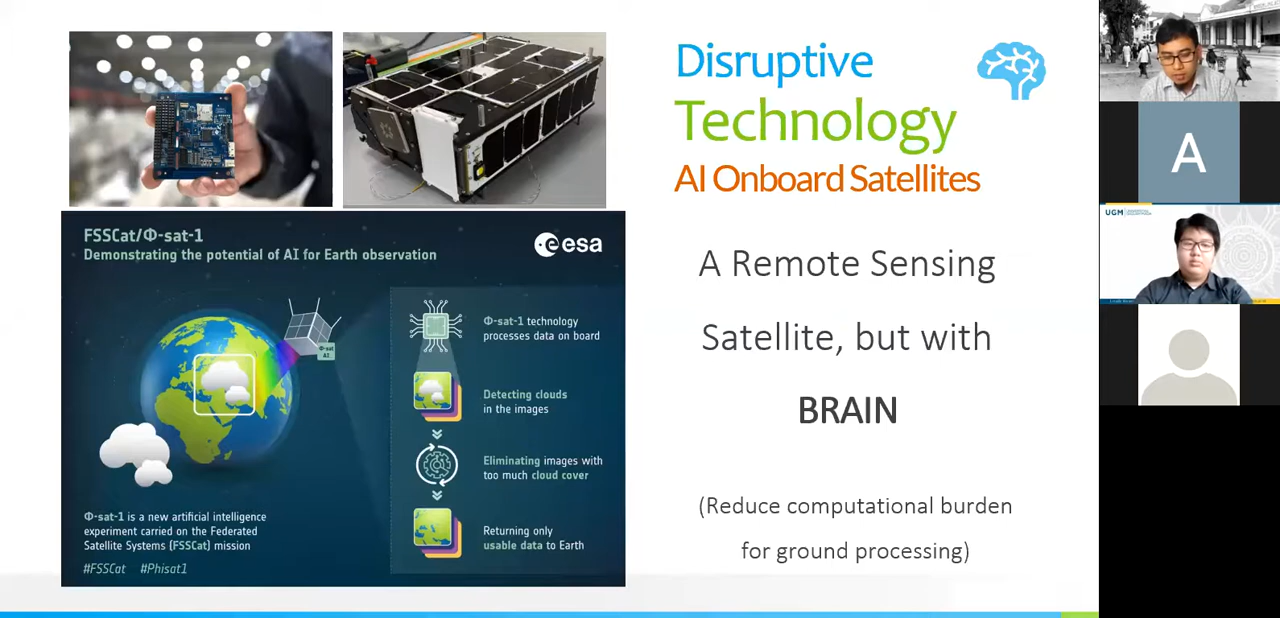 Disruptive
Technology
AI Onboard Satellites
A Remote Sensing
Satellite, but with
BRAIN
(Reduce computational burden
for ground processing)
FSSCat/Φ-sat-1
Demonstrating the potential of AI for Earth observation
esa
Φ-sat
AI
Φ-sat-1 technology
processes data on board
Detecting clouds
in the images
Eliminating images with
too much cloud cover
Returning only
usable data to Earth
Φ-sat-1 is a new artificial intelligence
experiment carried on the Federated
Satellite Systems (FSSCat) mission
#FSSCat #Phisat1
A
UGM